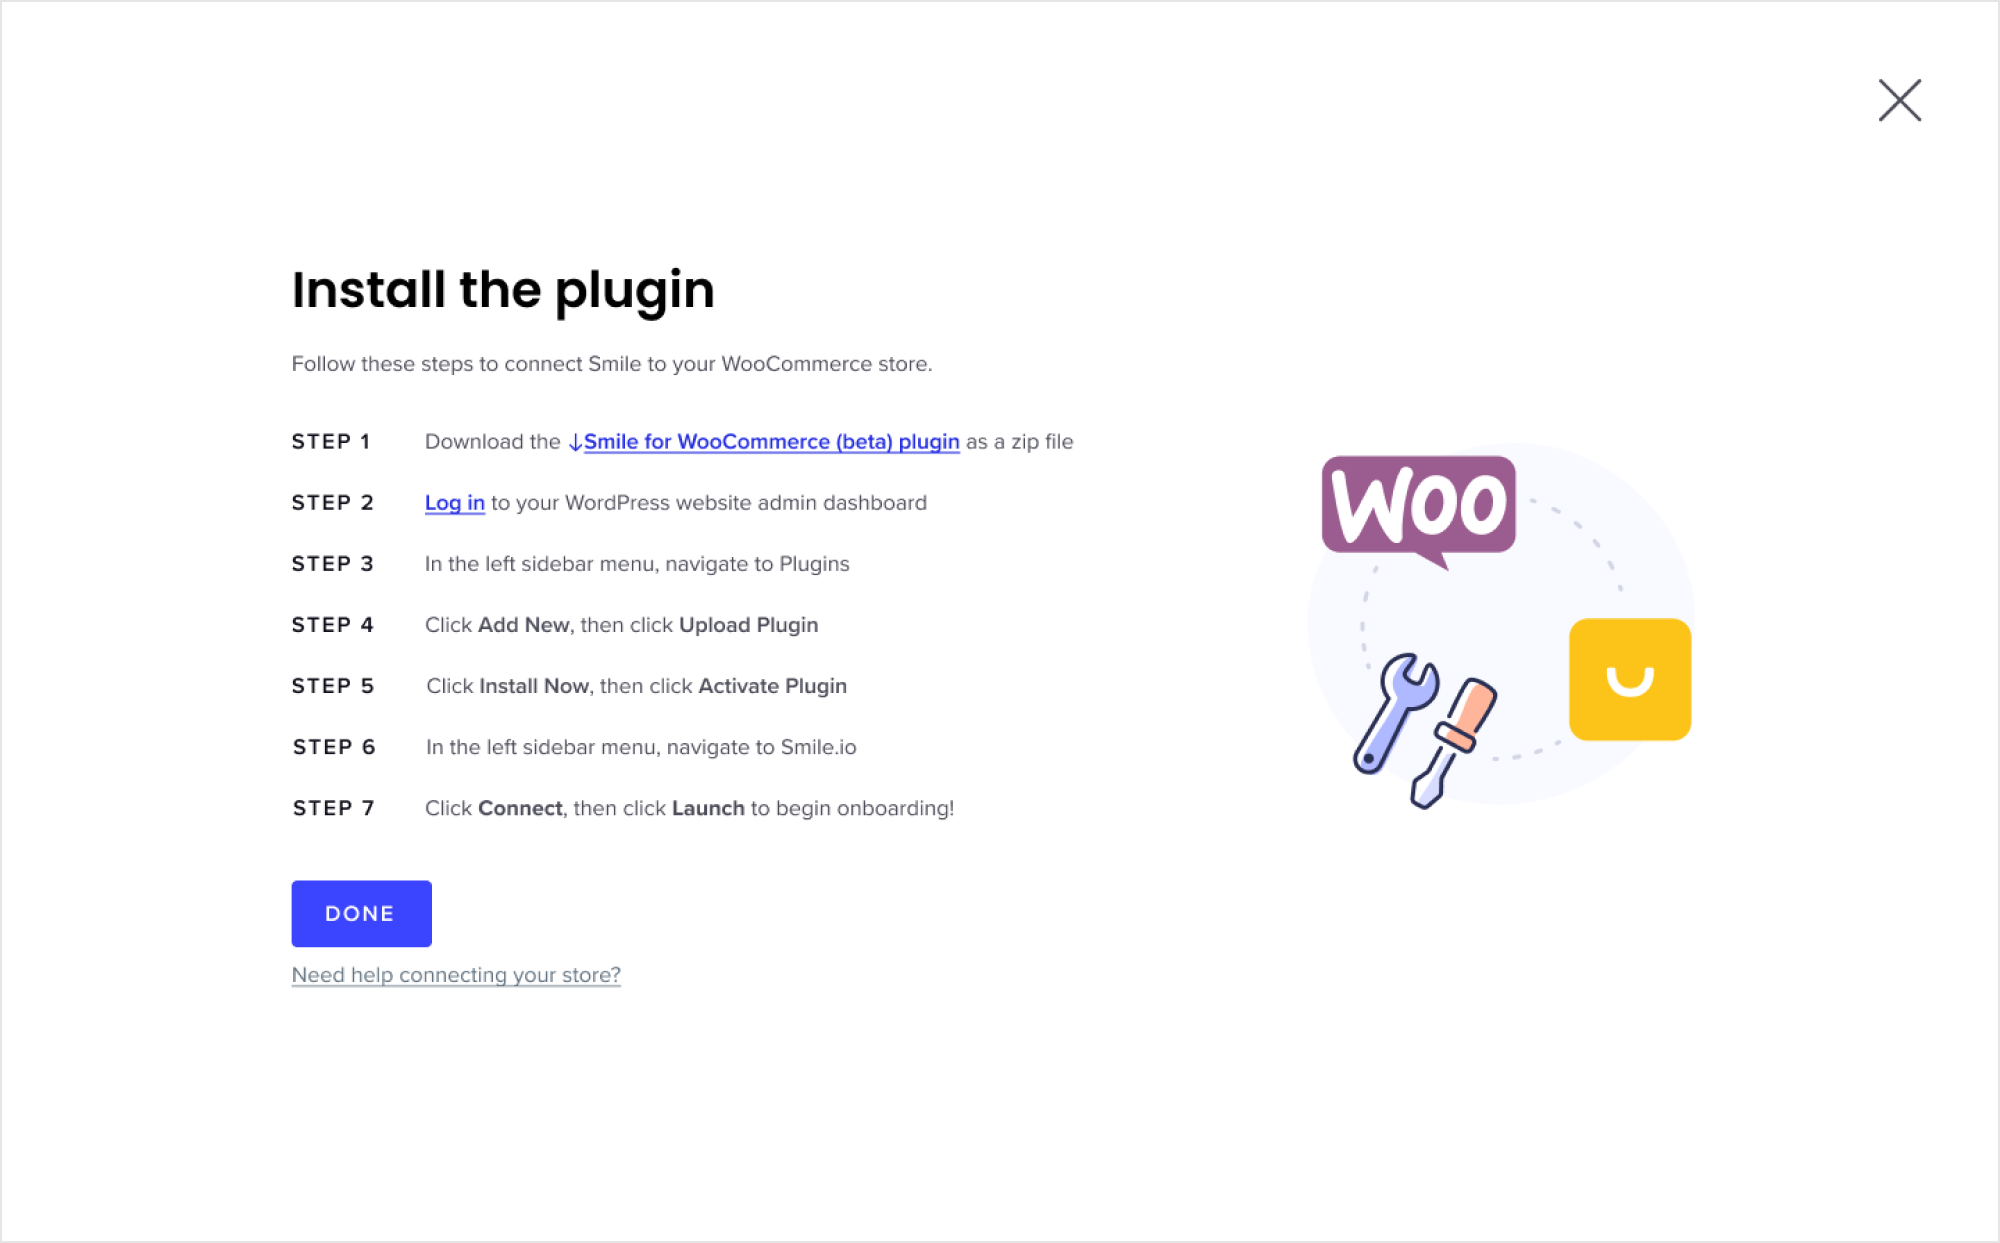 Install the plugin
Follow these steps to connect Smile to your WooCommerce store.
STEP 1 Download the ↓Smile for WooCommerce (beta) plugin as a zip file
STEP 2 Log in to your WordPress website admin dashboard
STEP 3 In the left sidebar menu, navigate to Plugins
WOO
STEP 4 Click Add New, then click Upload Plugin
STEP 5 Click Install Now, then click Activate Plugin
STEP 6 In the left sidebar menu, navigate to Smile.io
STEP 7 Click Connect, then click Launch to begin onboarding!
DONE
Need help connecting your store?